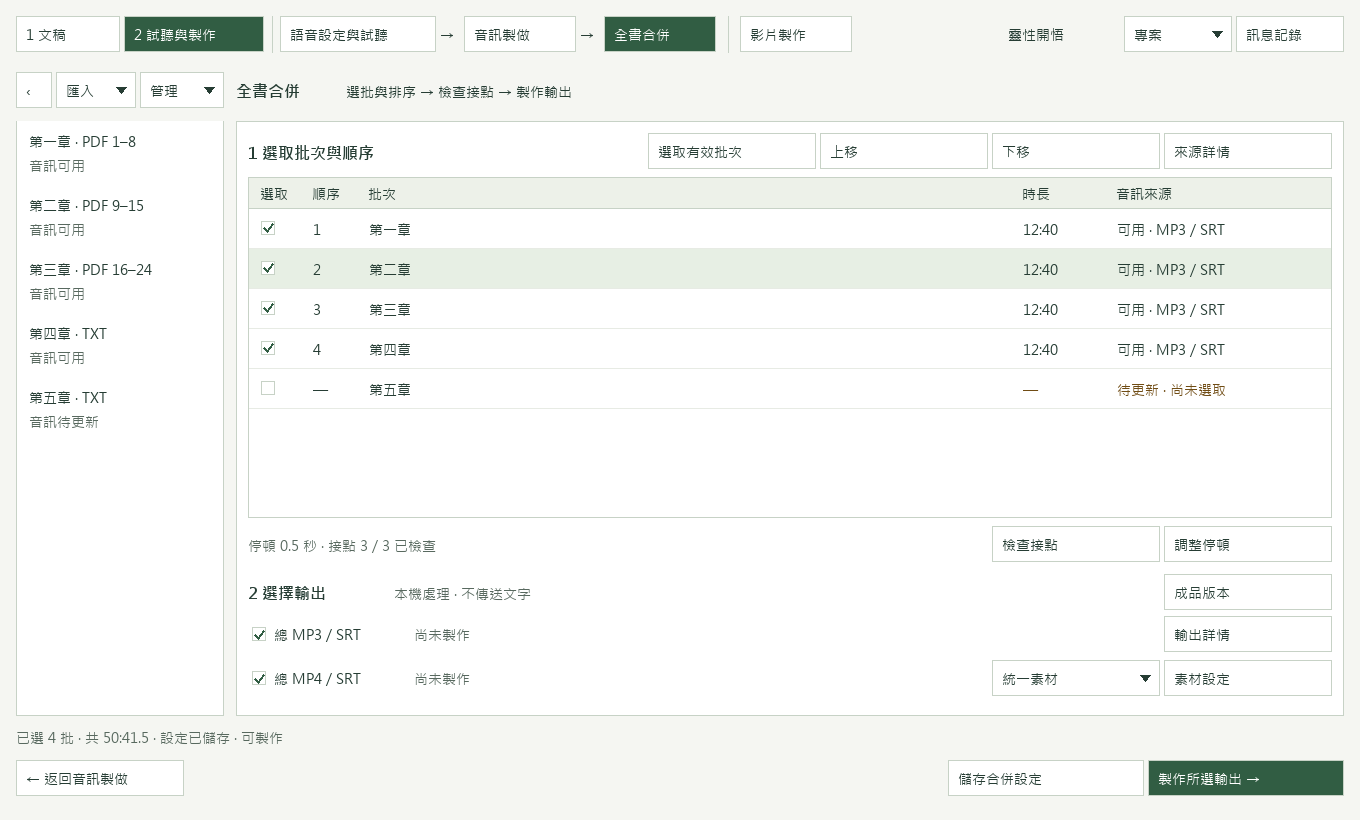 1 文稿 2 試聽與製作 語音設定與試聽 → 音訊製做 → 全書合併 影片製作 靈性開悟 專案 訊息記錄
‹ 匯入 管理 全書合併 選批與排序 → 檢查接點 → 製作輸出
第一章 · PDF 1–8
音訊可用
第二章 · PDF 9–15
音訊可用
第三章 · PDF 16–24
音訊可用
第四章 · TXT
音訊可用
第五章 · TXT
音訊待更新
1 選取批次與順序 選取有效批次 上移 下移 來源詳情
選取 順序 批次 時長 音訊來源
1 第一章 12:40 可用 · MP3 / SRT
2 第二章 12:40 可用 · MP3 / SRT
3 第三章 12:40 可用 · MP3 / SRT
4 第四章 12:40 可用 · MP3 / SRT
— 第五章 — 待更新 · 尚未選取
停頓 0.5 秒 · 接點 3 / 3 已檢查 檢查接點 調整停頓
2 選擇輸出 本機處理 · 不傳送文字 成品版本
總 MP3 / SRT 尚未製作 輸出詳情
總 MP4 / SRT 尚未製作 統一素材 素材設定
已選 4 批 · 共 50:41.5 · 設定已儲存 · 可製作
← 返回音訊製做 儲存合併設定 製作所選輸出 →